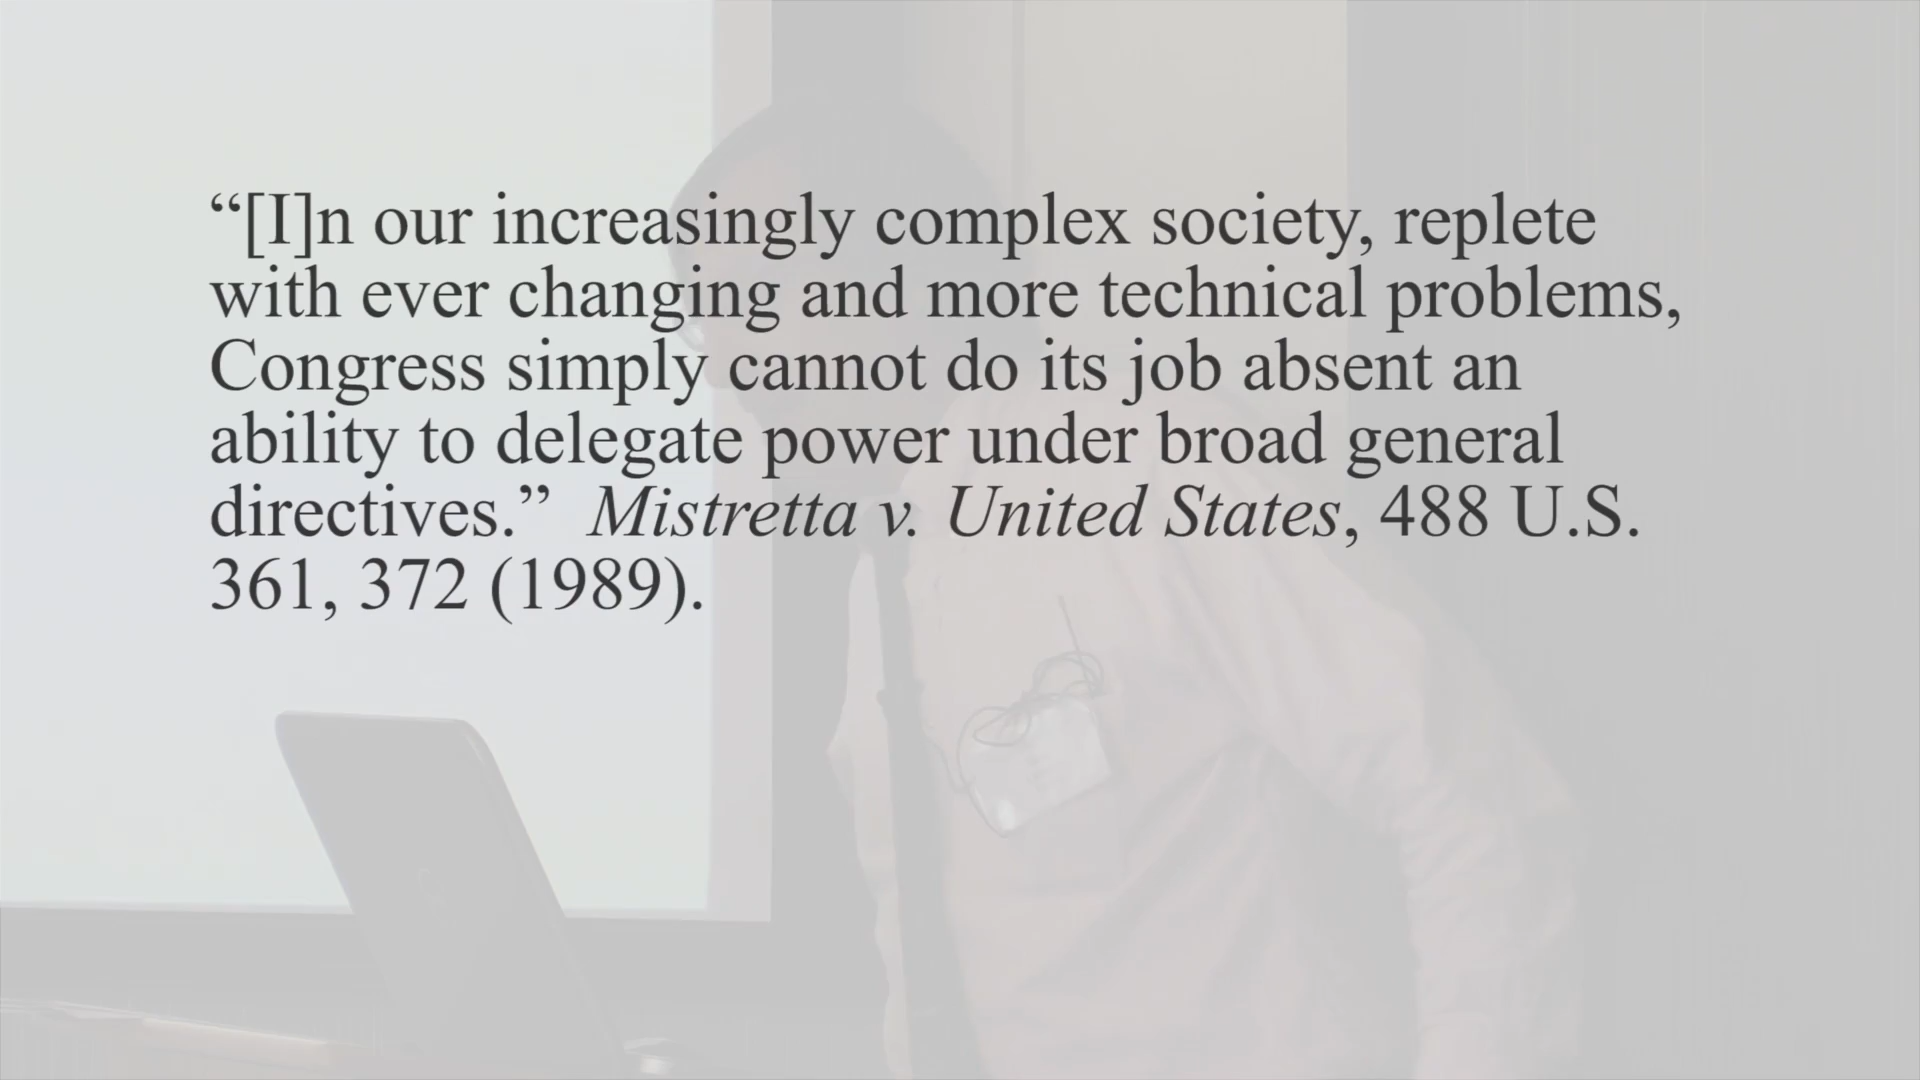 “[I]n our increasingly complex society, replete
with ever changing and more technical problems,
Congress simply cannot do its job absent an
ability to delegate power under broad general
directives.”  Mistretta v. United States, 488 U.S.
361, 372 (1989).